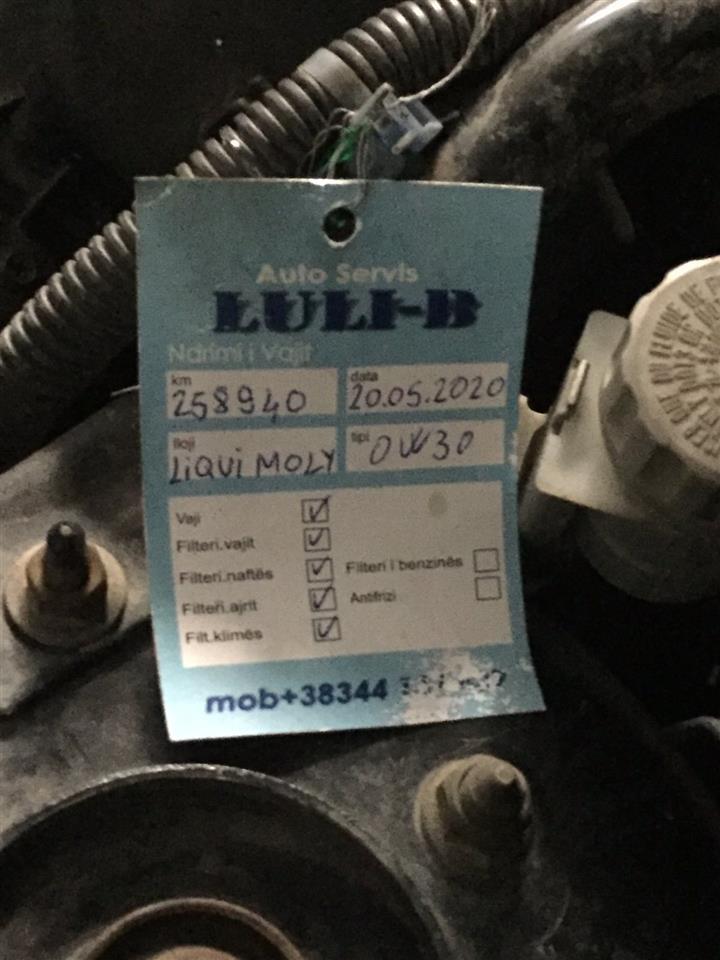 Auto Servis
LULI-B
Ndrimi i Vajit
km
258940
data
20.05.2020
lloji
LiQUi MOLY
tipi
0W30
Vaji
Filteri.vajit
Filteri.naftës
Filteri i benzinës
Filteri.ajrit
Antifrizi
Filt.klimës
mob+38344